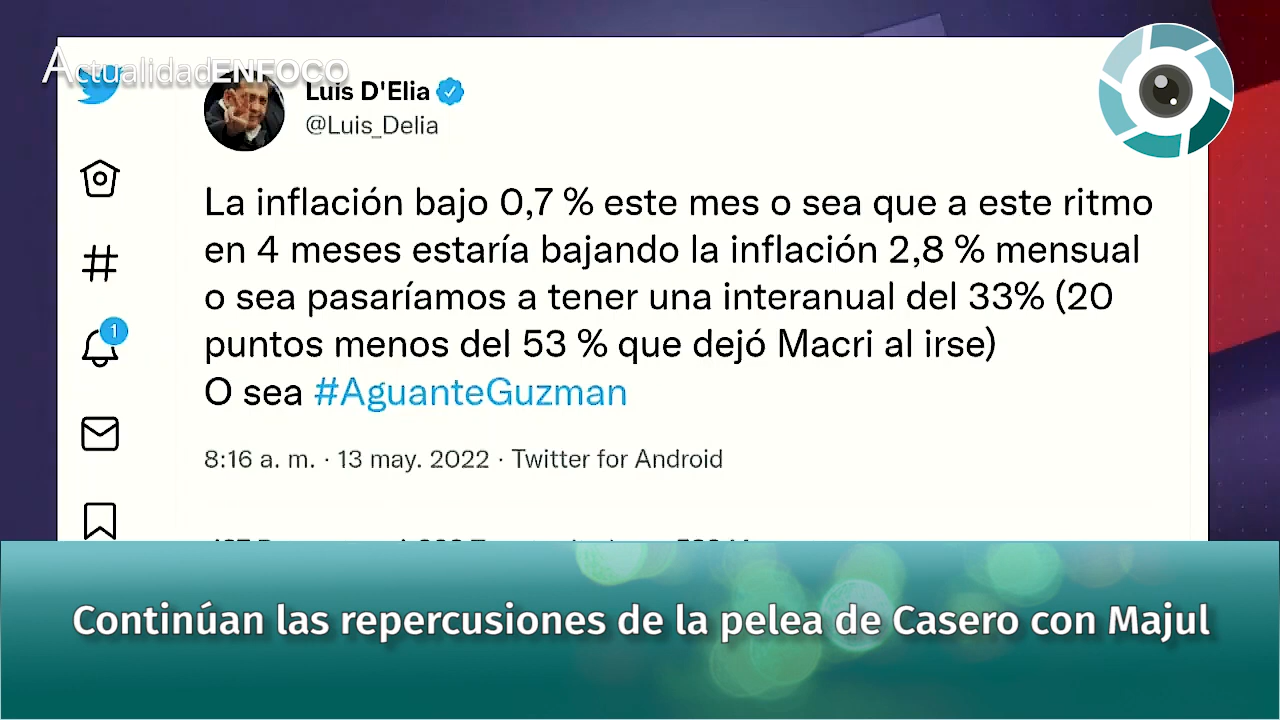 ActualidadENFOCO
Luis D'Elia
@Luis_Delia
La inflación bajo 0,7 % este mes o sea que a este ritmo
en 4 meses estaría bajando la inflación 2,8 % mensual
o sea pasaríamos a tener una interanual del 33% (20
puntos menos del 53 % que dejó Macri al irse)
O sea #AguanteGuzman
1
8:16 a. m. · 13 may. 2022 · Twitter for Android
Continúan las repercusiones de la pelea de Casero con Majul